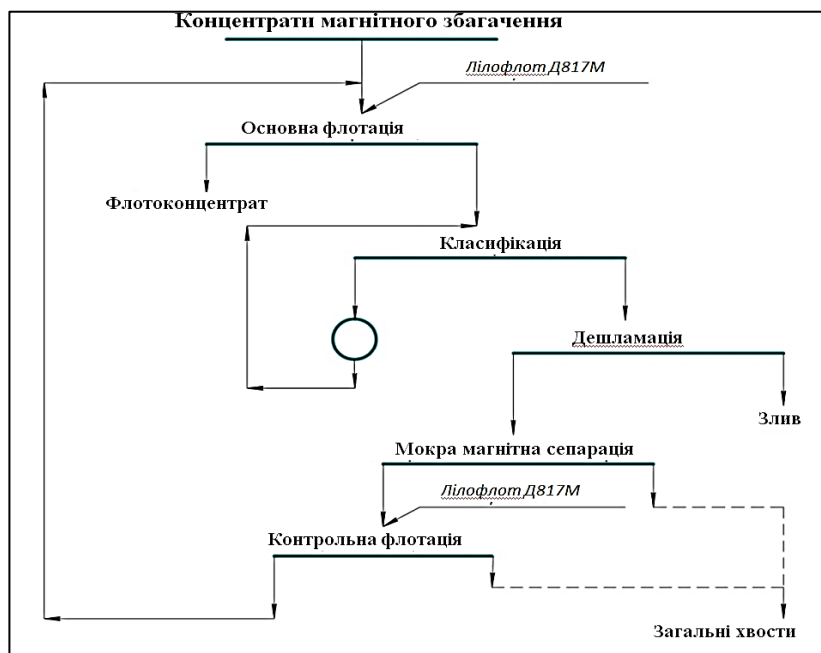 Концентрати магнітного збагачення
Лілофлот Д817М
Основна флотація
Флотоконцентрат
Класифікація
Дешламація
Злив
Мокра магнітна сепарація
Лілофлот Д817М
Контрольна флотація
Загальні хвости